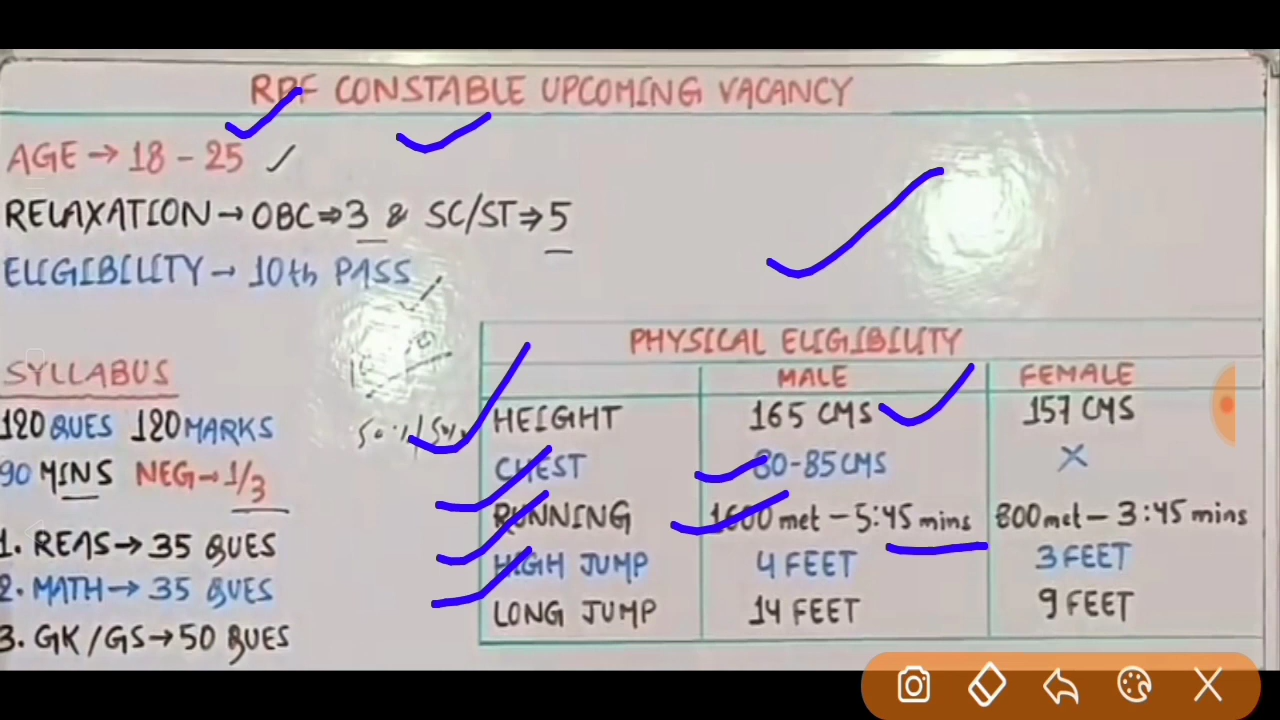 RPF CONSTABLE UPCOMING VACANCY
AGE → 18 - 25 ✓
RELAXATION → OBC ⇒ 3 & SC/ST ⇒ 5
ELIGIBILITY → 10th PASS
SYLLABUS
120 QUES 120 MARKS
90 MINS NEG → 1/3
1. REAS → 35 QUES
2. MATH → 35 QUES
3. GK/GS → 50 QUES
PHYSICAL ELIGIBILITY
MALE FEMALE
HEIGHT 165 CMS 157 CMS
CHEST 80-85 CMS X
RUNNING 1600 met - 5:45 mins 800 met - 3:45 mins
HIGH JUMP 4 FEET 3 FEET
LONG JUMP 14 FEET 9 FEET